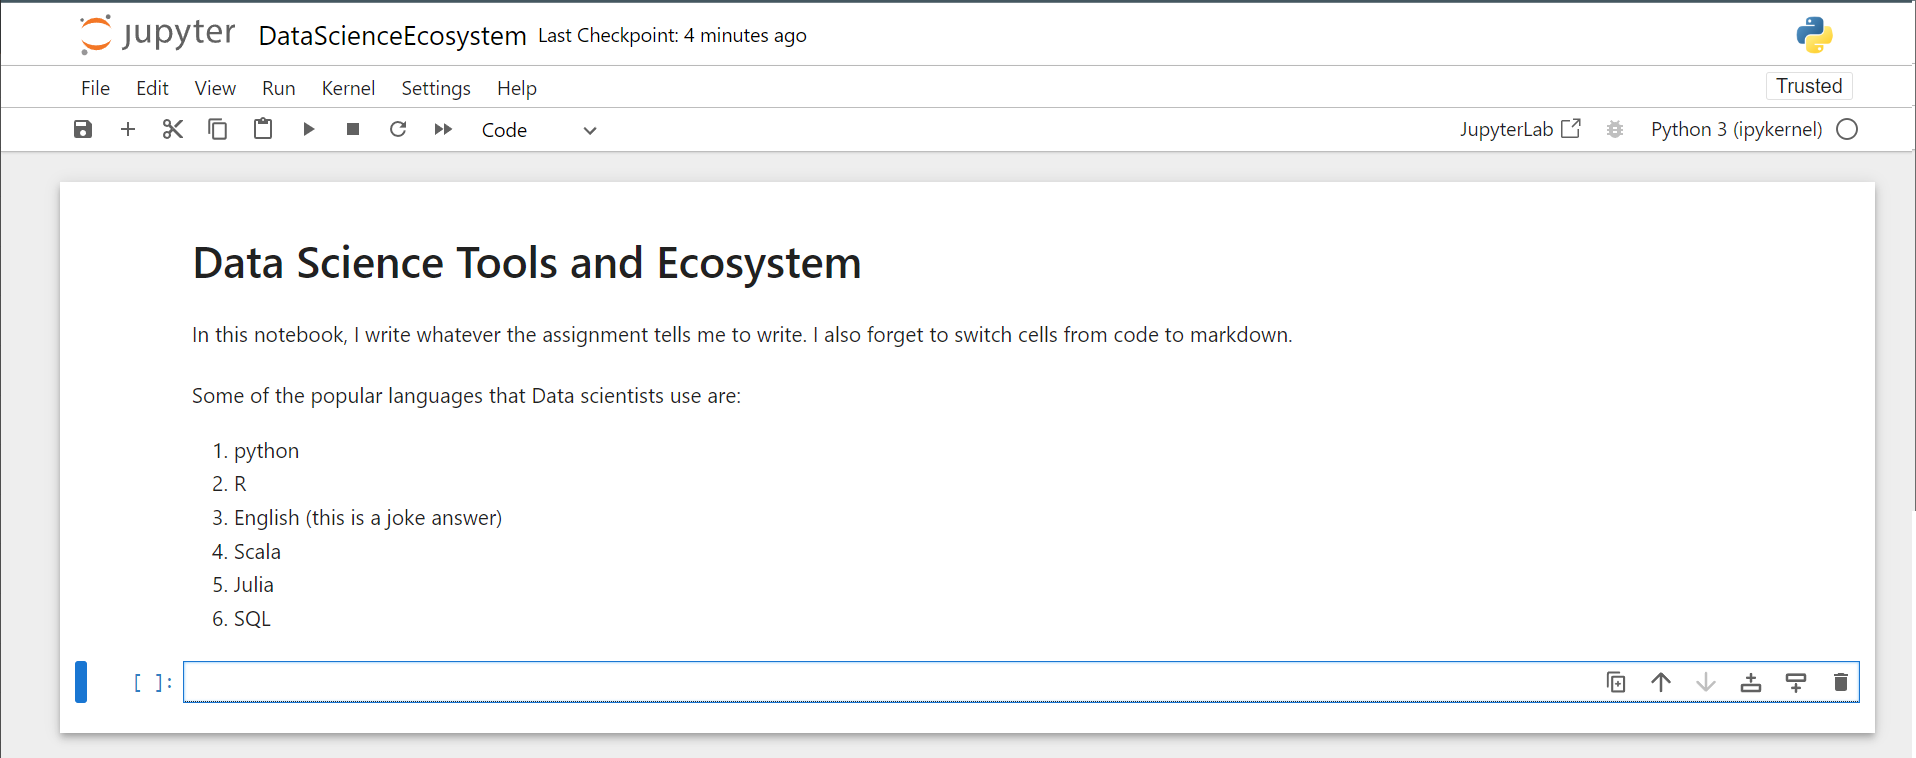 jupyter DataScienceEcosystem Last Checkpoint: 4 minutes ago
File Edit View Run Kernel Settings Help Trusted
Code JupyterLab Python 3 (ipykernel)
Data Science Tools and Ecosystem
In this notebook, I write whatever the assignment tells me to write. I also forget to switch cells from code to markdown.
Some of the popular languages that Data scientists use are:
1. python
2. R
3. English (this is a joke answer)
4. Scala
5. Julia
6. SQL
[ ]: